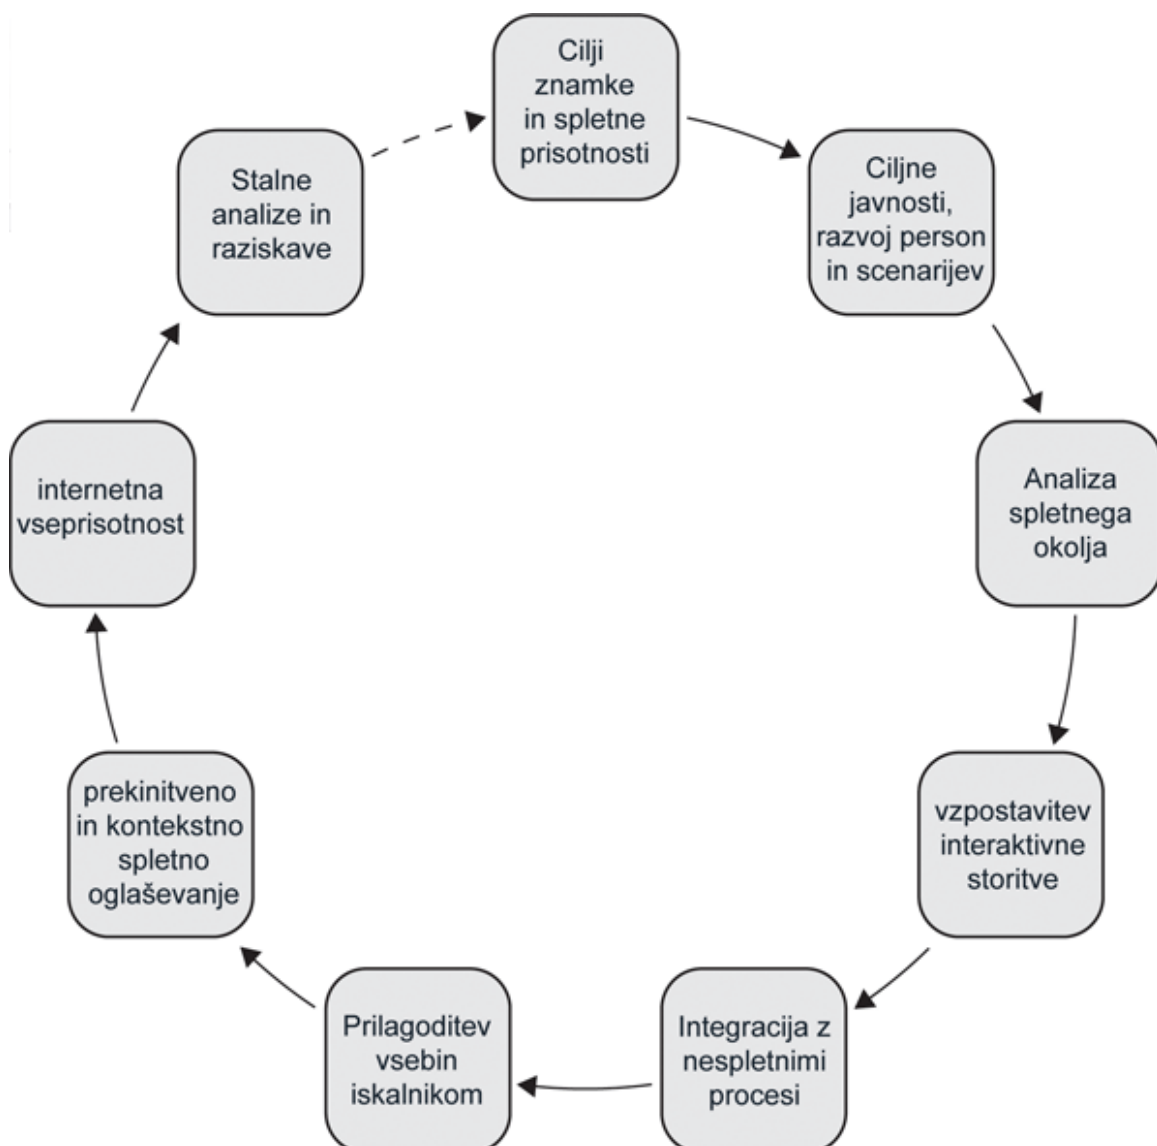 Cilji
znamke
in spletne
prisotnosti
Ciljne
javnosti,
razvoj person
in scenarijev
Analiza
spletnega
okolja
vzpostavitev
interaktivne
storitve
Integracija z
nespletnimi
procesi
Prilagoditev
vsebin
iskalnikom
prekinitveno
in kontekstno
spletno
oglaševanje
internetna
vseprisotnost
Stalne
analize in
raziskave